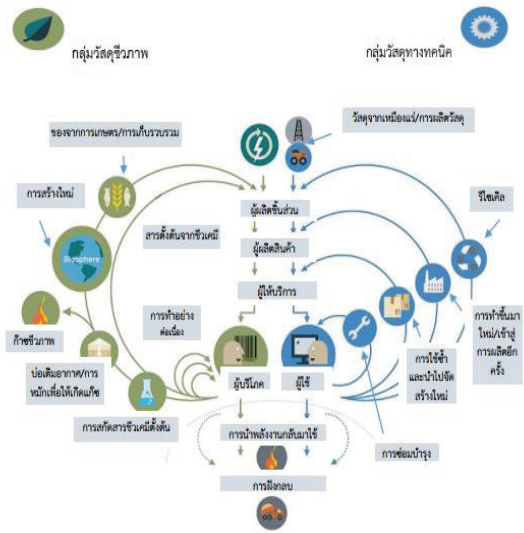 กลุ่มวัสดุชีวภาพ
กลุ่มวัสดุทางเทคนิค
ของจากการเกษตร/การเก็บรวบรวม
วัสดุจากเหมืองแร่/การผลิตวัสดุ
การสร้างใหม่
รีไซเคิล
ผู้ผลิตชิ้นส่วน
สารตั้งต้นจากชีวเคมี
ผู้ผลิตสินค้า
Biosphere
ผู้ให้บริการ
การทำอย่าง
ต่อเนื่อง
การทำขึ้นมา
ใหม่/เข้าสู่
การผลิตอีก
ครั้ง
ก๊าซชีวภาพ
การใช้ซ้ำ
และนำไปจัด
สร้างใหม่
บ่อเติมอากาศ/การ
หมักเพื่อให้เกิดแก๊ซ
ผู้บริโภค
ผู้ใช้
การสกัดสารชีวเคมีตั้งต้น
การนำพลังงานกลับมาใช้
การซ่อมบำรุง
การฝังกลบ